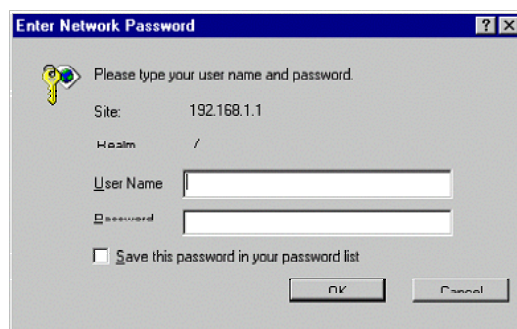 Enter Network Password
Please type your user name and password.
Site: 192.168.1.1
Realm /
User Name
Password
Save this password in your password list
OK Cancel